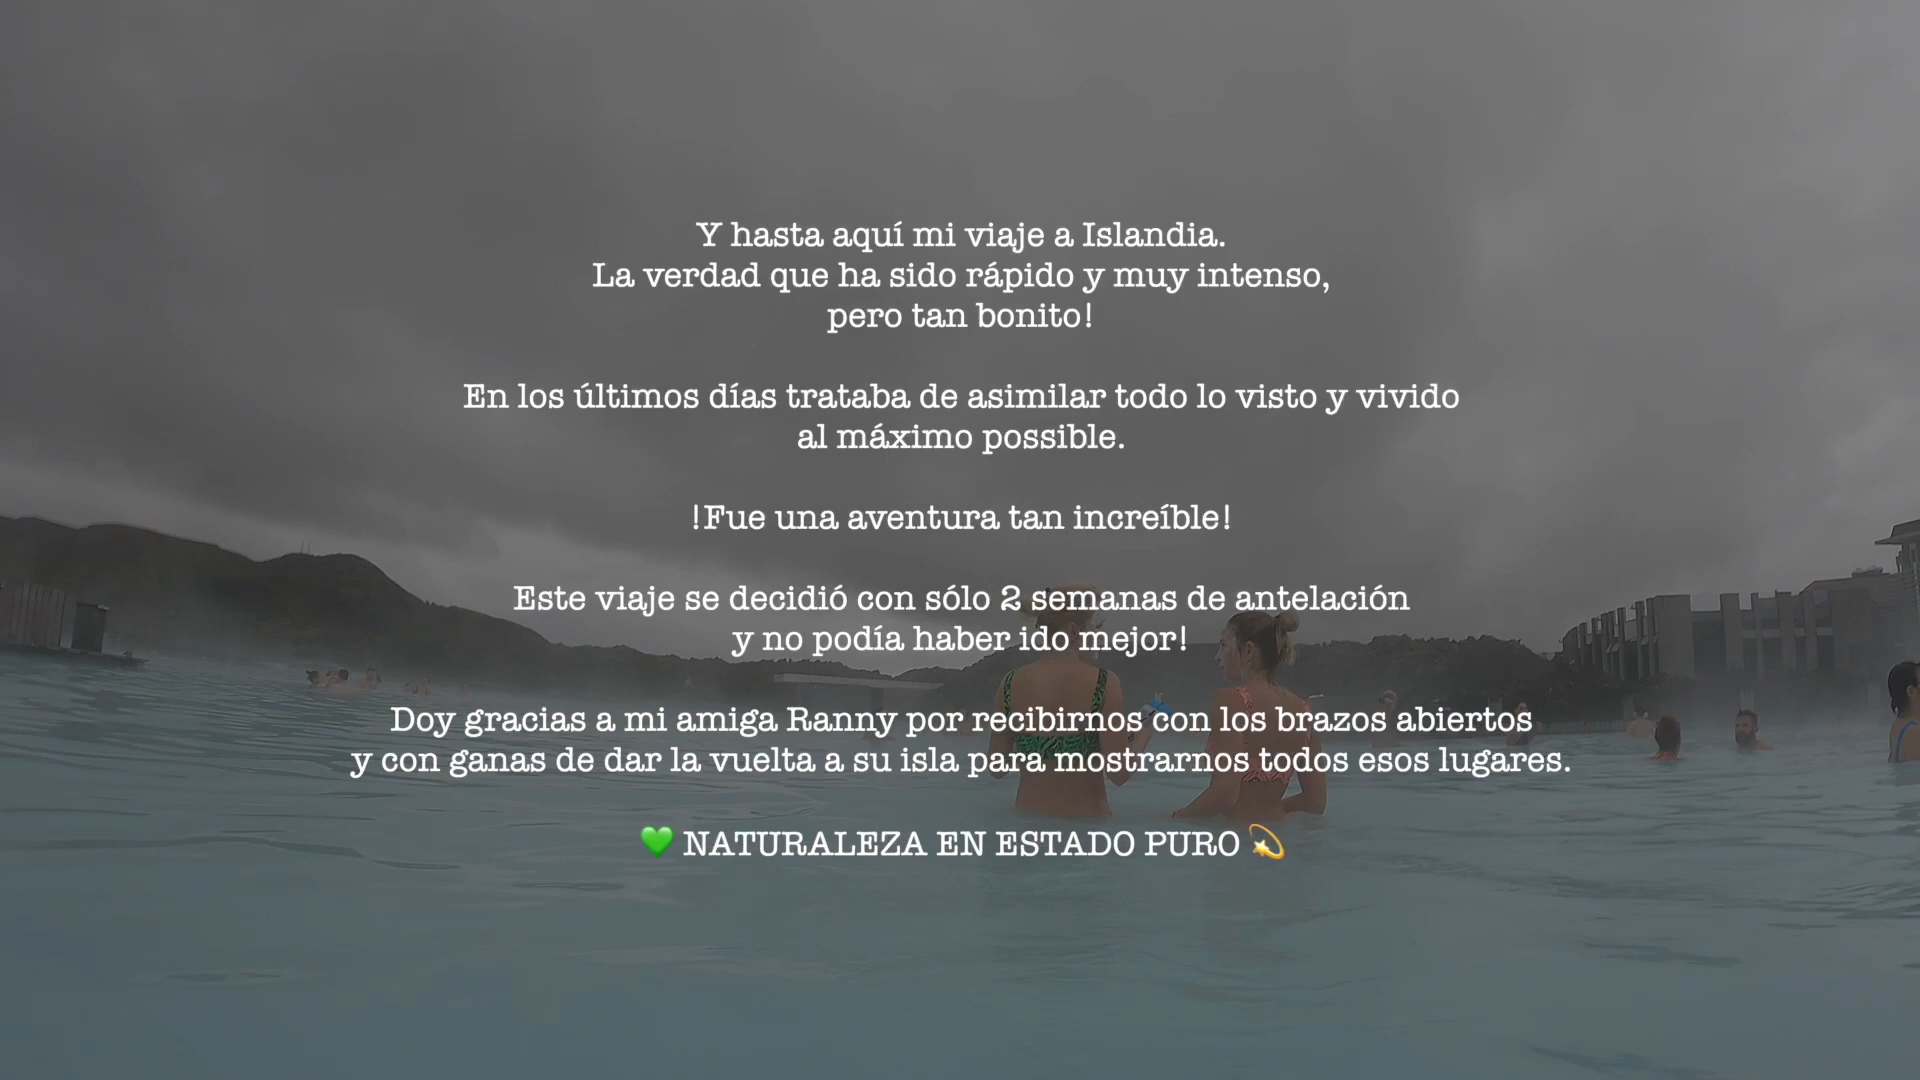 Y hasta aquí mi viaje a Islandia.
La verdad que ha sido rápido y muy intenso,
pero tan bonito!
En los últimos días trataba de asimilar todo lo visto y vivido
al máximo possible.
!Fue una aventura tan increíble!
Este viaje se decidió con sólo 2 semanas de antelación
y no podía haber ido mejor!
Doy gracias a mi amiga Ranny por recibirnos con los brazos abiertos
y con ganas de dar la vuelta a su isla para mostrarnos todos esos lugares.
💚 NATURALEZA EN ESTADO PURO 💫